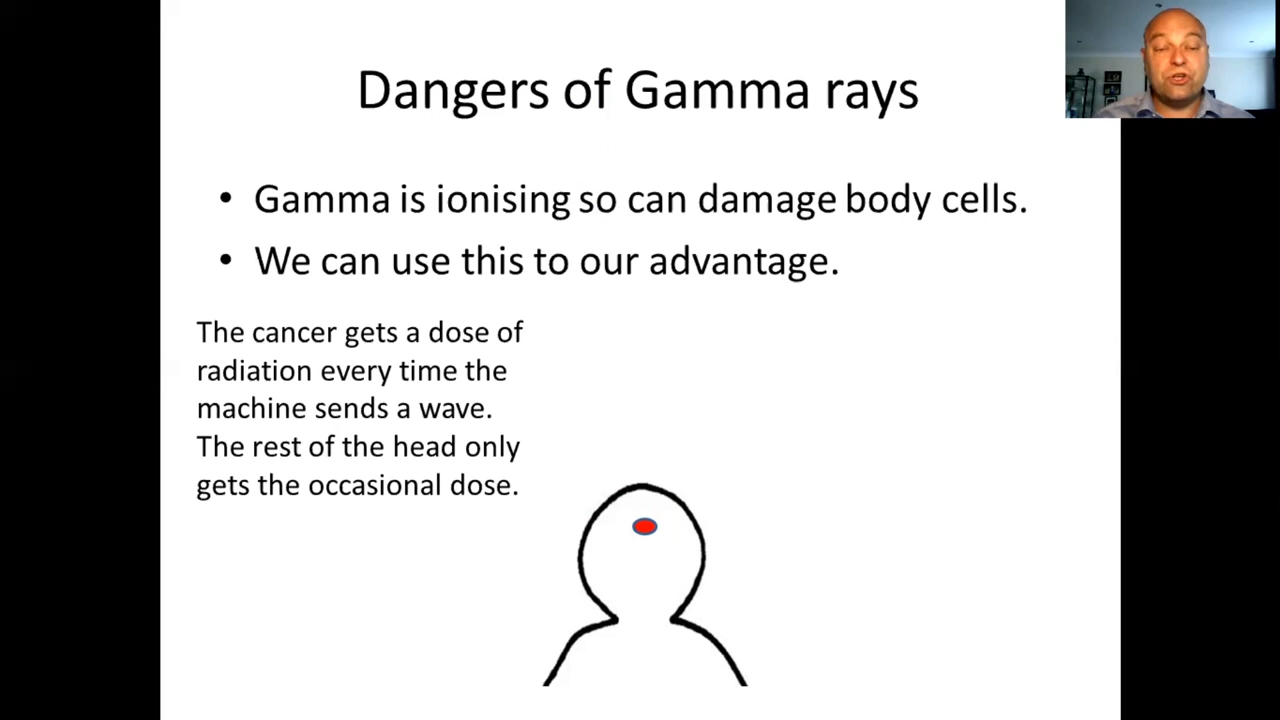 Dangers of Gamma rays
• Gamma is ionising so can damage body cells.
• We can use this to our advantage.
The cancer gets a dose of
radiation every time the
machine sends a wave.
The rest of the head only
gets the occasional dose.